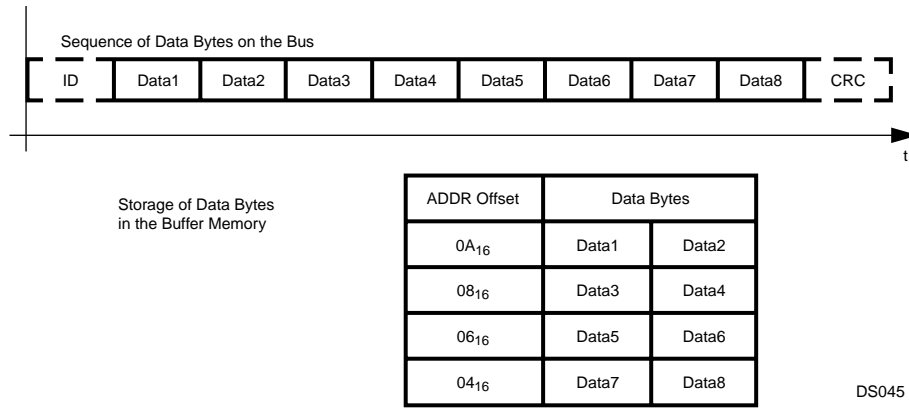 Sequence of Data Bytes on the Bus
ID Data1 Data2 Data3 Data4 Data5 Data6 Data7 Data8 CRC
t
Storage of Data Bytes
in the Buffer Memory
ADDR Offset Data Bytes
0A₁₆ Data1 Data2
08₁₆ Data3 Data4
06₁₆ Data5 Data6
04₁₆ Data7 Data8
DS045